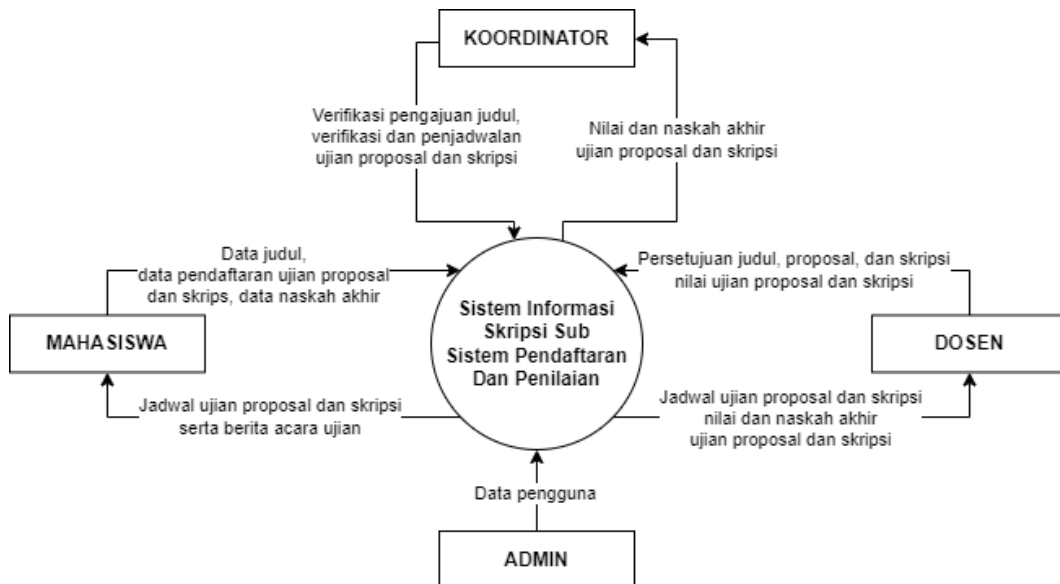 KOORDINATOR
Verifikasi pengajuan judul,
verifikasi dan penjadwalan
ujian proposal dan skripsi
Nilai dan naskah akhir
ujian proposal dan skripsi
Data judul,
data pendaftaran ujian proposal
dan skrips, data naskah akhir
Persetujuan judul, proposal, dan skripsi
nilai ujian proposal dan skripsi
Sistem Informasi
Skripsi Sub
Sistem Pendaftaran
Dan Penilaian
MAHASISWA
DOSEN
Jadwal ujian proposal dan skripsi
serta berita acara ujian
Jadwal ujian proposal dan skripsi
nilai dan naskah akhir
ujian proposal dan skripsi
Data pengguna
ADMIN